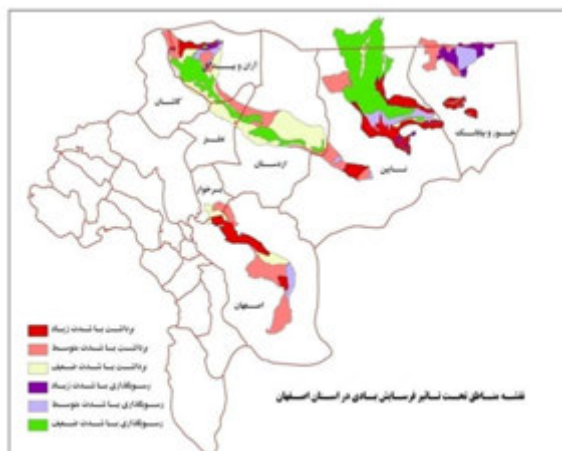 آران و بیدگل
کاشان
نطنز
اردستان
نایین
خور و بیابانک
برخوار
اصفهان
برداشت با شدت زیاد
برداشت با شدت متوسط
برداشت با شدت ضعیف
رسوبگذاری با شدت زیاد
رسوبگذاری با شدت متوسط
رسوبگذاری با شدت ضعیف
نقشه مناطق تحت تاثیر فرسایش بادی در استان اصفهان